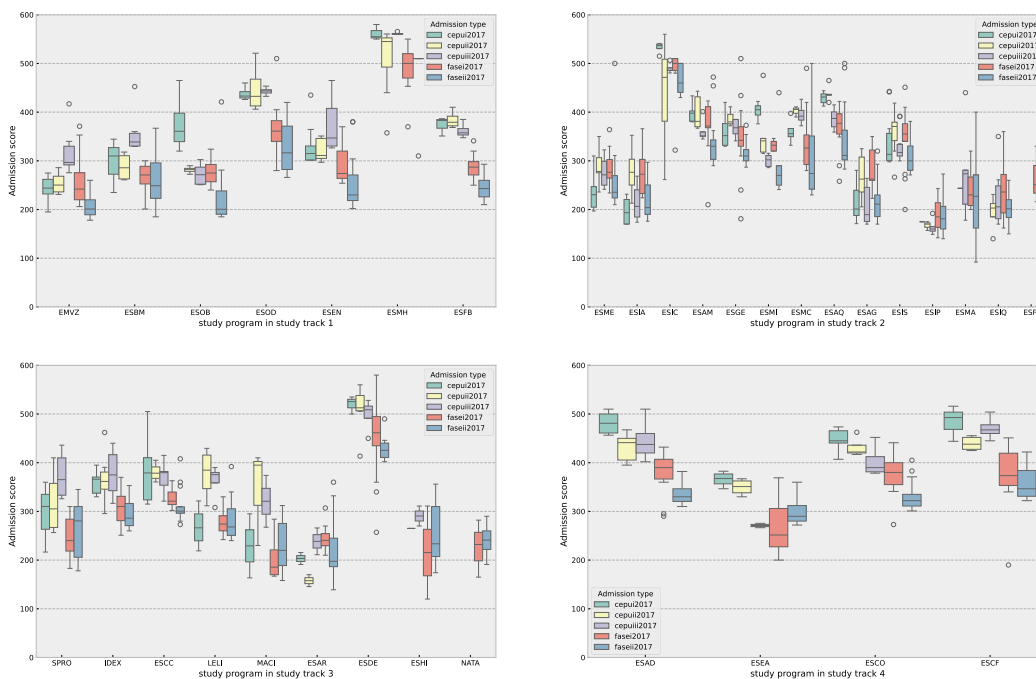 600
500
400
300
200
100
0
Admission score
Admission type
cepui2017
cepuii2017
cepuiii2017
fasei2017
faseii2017
EMVZ ESBM ESOB ESOD ESEN ESMH ESFB
study program in study track 1
600
500
400
300
200
100
0
Admission score
Admission type
cepui2017
cepuii2017
cepuiii2017
fasei2017
faseii2017
ESME ESIA ESIC ESAM ESGE ESMI ESMC ESAQ ESAG ESIS ESIP ESMA ESIQ
study program in study track 2
600
500
400
300
200
100
0
Admission score
Admission type
cepui2017
cepuii2017
cepuiii2017
fasei2017
faseii2017
SPRO IDEX ESCC LELI MACI ESAR ESDE ESHI NATA
study program in study track 3
600
500
400
300
200
100
0
Admission score
Admission type
cepui2017
cepuii2017
cepuiii2017
fasei2017
faseii2017
ESAD ESEA ESCO ESCF
study program in study track 4